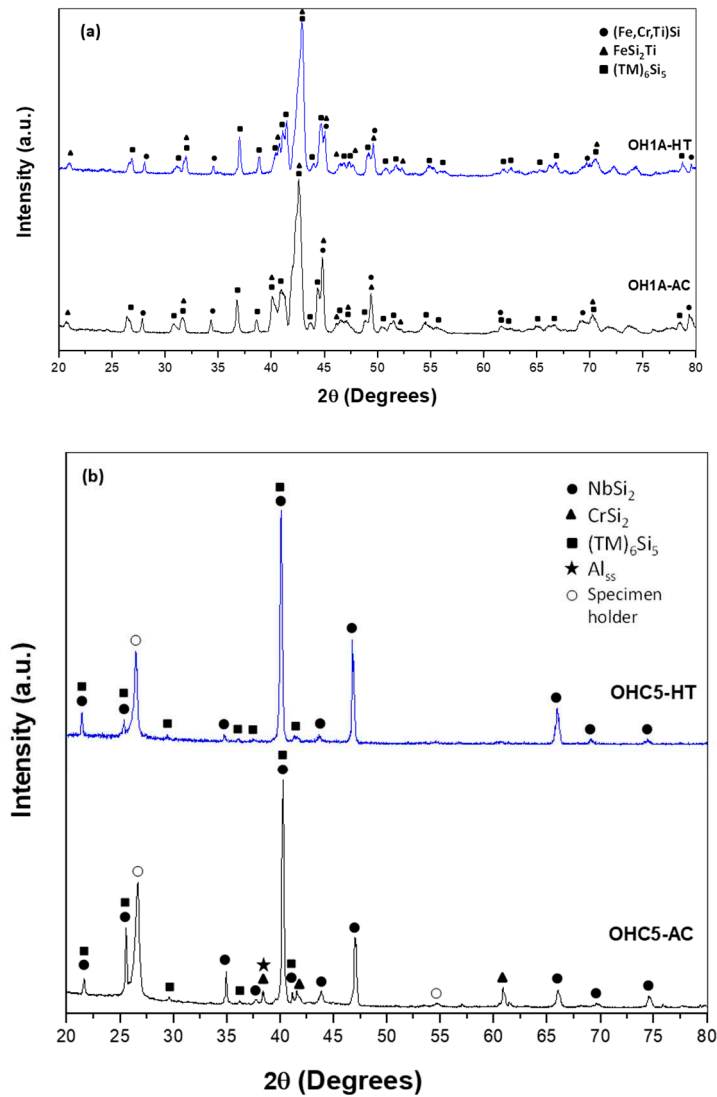 (a)
(Fe,Cr,Ti)Si
FeSi₂Ti
(TM)₆Si₅
OH1A-HT
OH1A-AC
Intensity (a.u.)
20 25 30 35 40 45 50 55 60 65 70 75 80
2θ (Degrees)
(b)
NbSi₂
CrSi₂
(TM)₆Si₅
Alss
Specimen
holder
OHC5-HT
OHC5-AC
Intensity (a.u.)
20 25 30 35 40 45 50 55 60 65 70 75 80
2θ (Degrees)